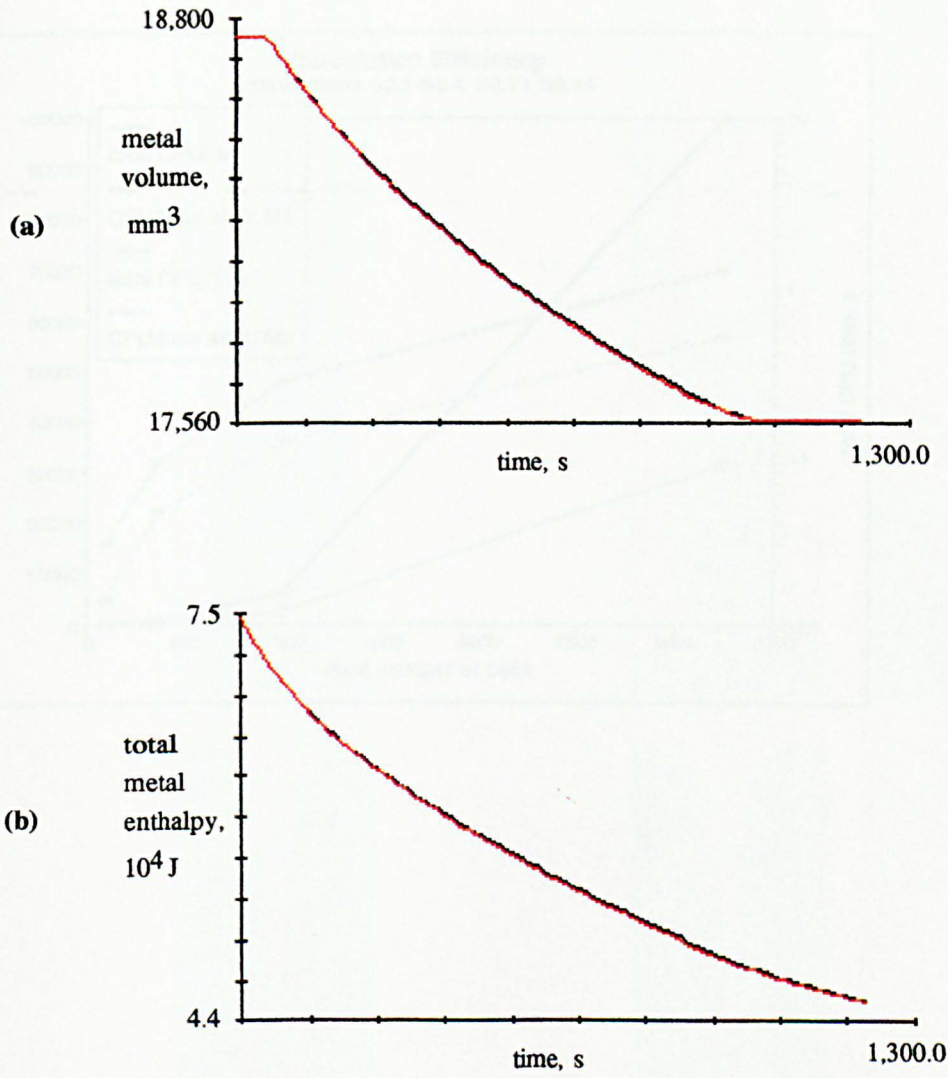 18,800
metal
volume,
mm3
(a)
17,560
time, s
1,300.0
7.5
total
metal
enthalpy,
10⁴ J
(b)
4.4
time, s
1,300.0